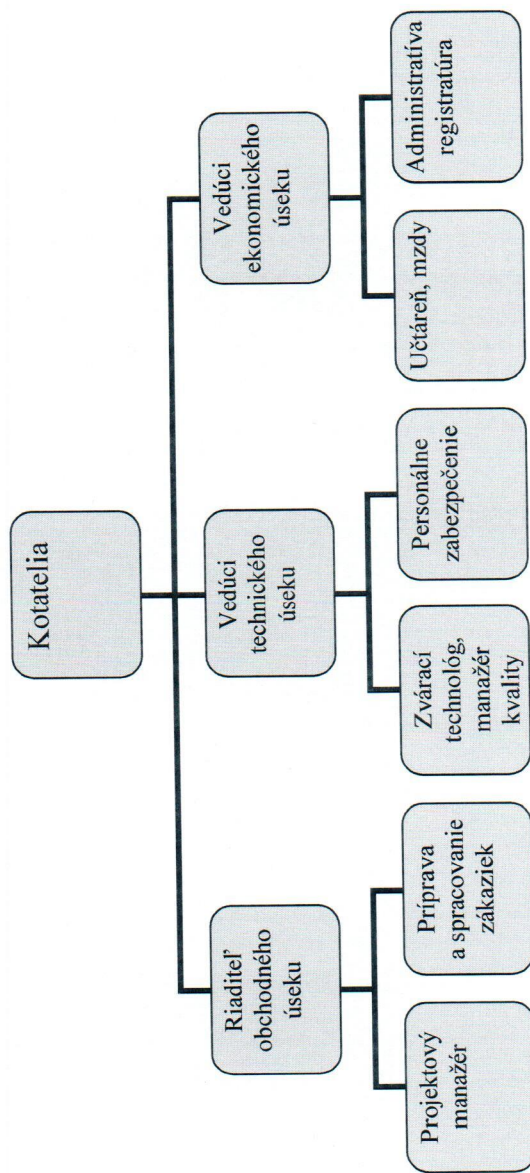 Kotatelia
Riaditeľ
obchodného
úseku
Vedúci
technického
úseku
Vedúci
ekonomického
úseku
Projektový
manažér
Príprava
a spracovanie
zákaziek
Zvárací
technológ,
manažér
kvality
Personálne
zabezpečenie
Učtáreň, mzdy
Administratíva
registratúra